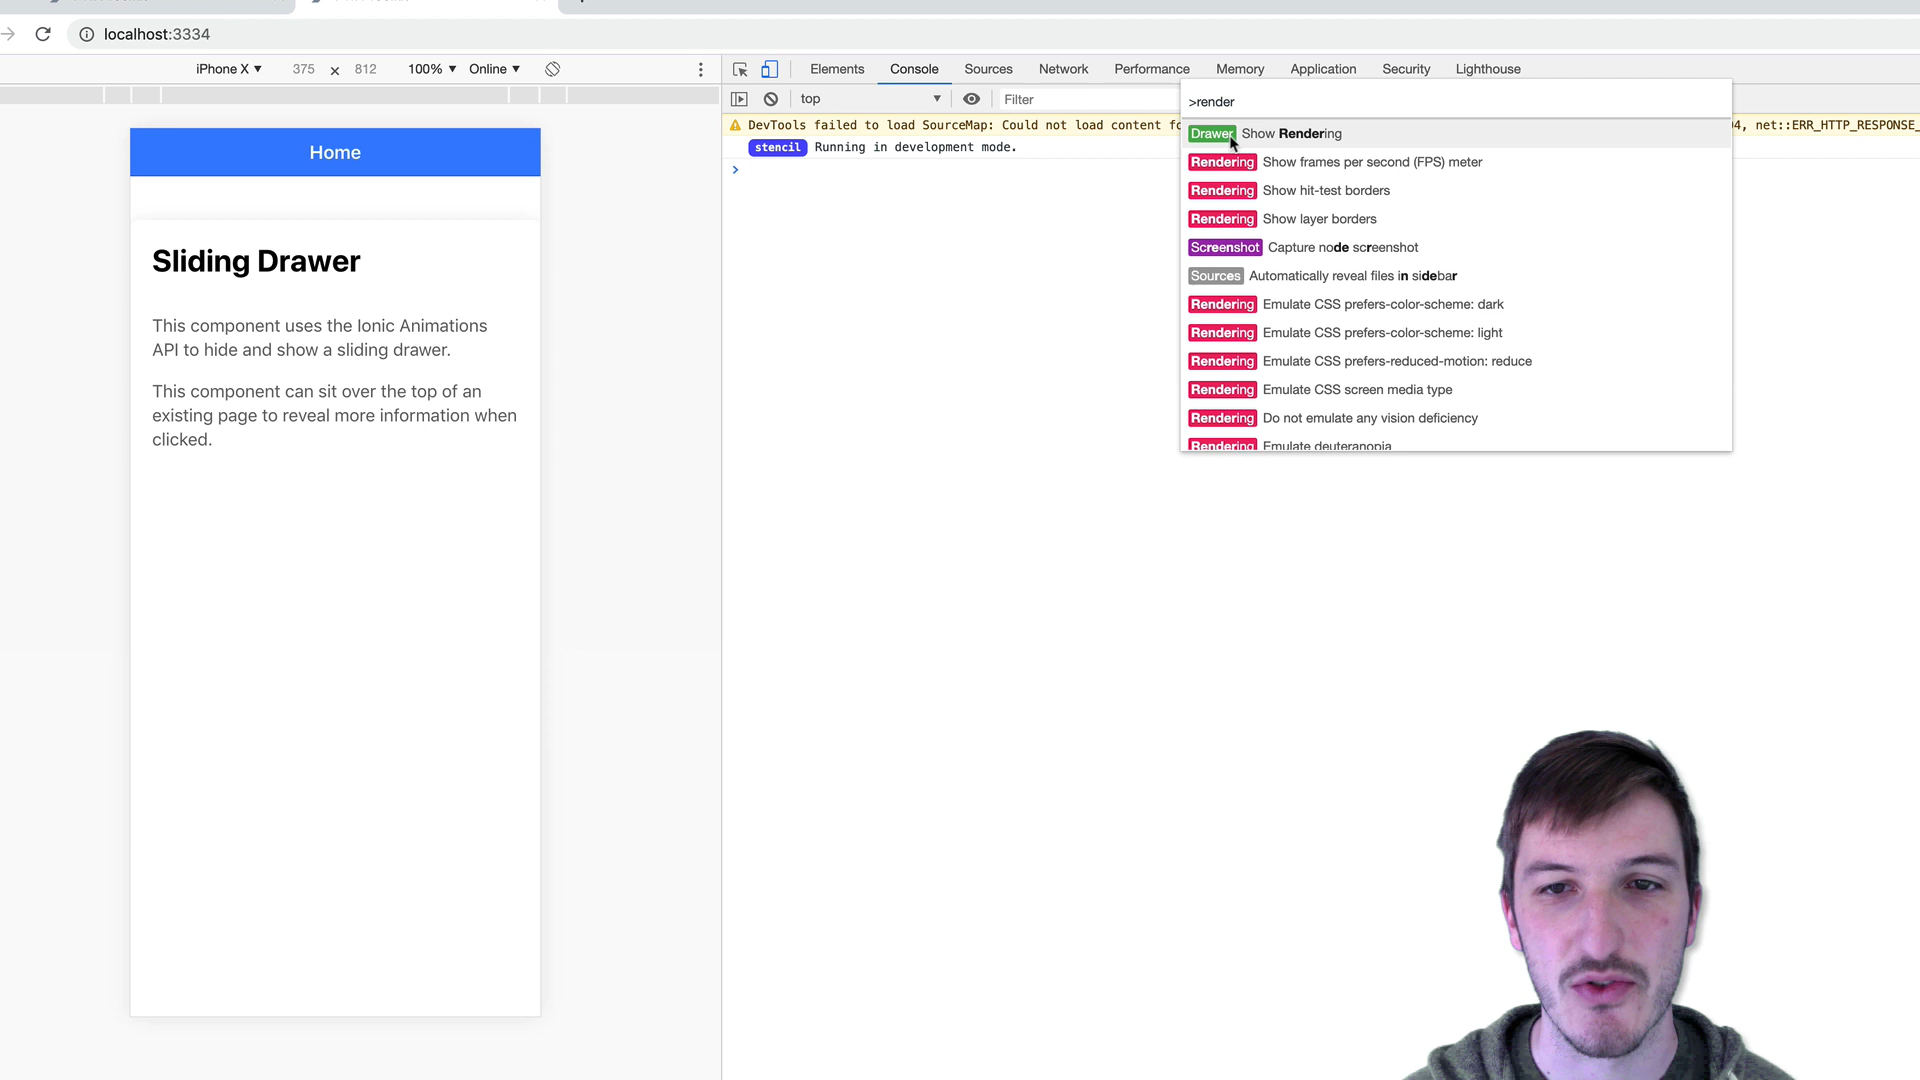 localhost:3334
iPhone X ▼ 375 × 812 100% ▼ Online ▼
Elements Console Sources Network Performance Memory Application Security Lighthouse
top ▼ Filter
>render
DevTools failed to load SourceMap: Could not load content fo
4, net::ERR_HTTP_RESPONSE_
stencil Running in development mode.
>
Drawer Show Rendering
Rendering Show frames per second (FPS) meter
Rendering Show hit-test borders
Rendering Show layer borders
Screenshot Capture node screenshot
Sources Automatically reveal files in sidebar
Rendering Emulate CSS prefers-color-scheme: dark
Rendering Emulate CSS prefers-color-scheme: light
Rendering Emulate CSS prefers-reduced-motion: reduce
Rendering Emulate CSS screen media type
Rendering Do not emulate any vision deficiency
Rendering Emulate deuteranopia
Home
Sliding Drawer
This component uses the Ionic Animations
API to hide and show a sliding drawer.
This component can sit over the top of an
existing page to reveal more information when
clicked.